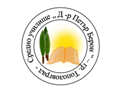 Средно училище „ Д - р Петър Берон " -
гр. Тополовград -